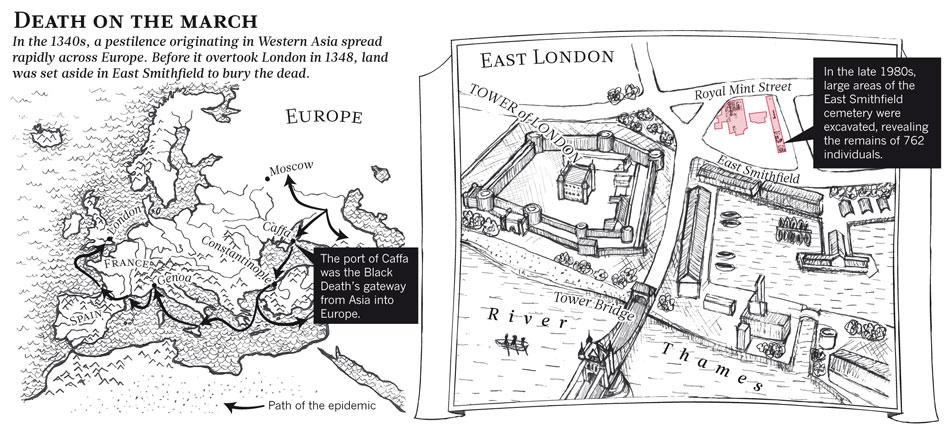 DEATH ON THE MARCH
In the 1340s, a pestilence originating in Western Asia spread
rapidly across Europe. Before it overtook London in 1348, land
was set aside in East Smithfield to bury the dead.
EUROPE
Moscow
London
Caffa
Constantinople
FRANCE
Genoa
SPAIN
The port of Caffa
was the Black
Death's gateway
from Asia into
Europe.
Path of the epidemic
EAST LONDON
TOWER
of LONDON
Royal Mint Street
East Smithfield
In the late 1980s,
large areas of the
East Smithfield
cemetery were
excavated, revealing
the remains of 762
individuals.
Tower Bridge
River
Thames